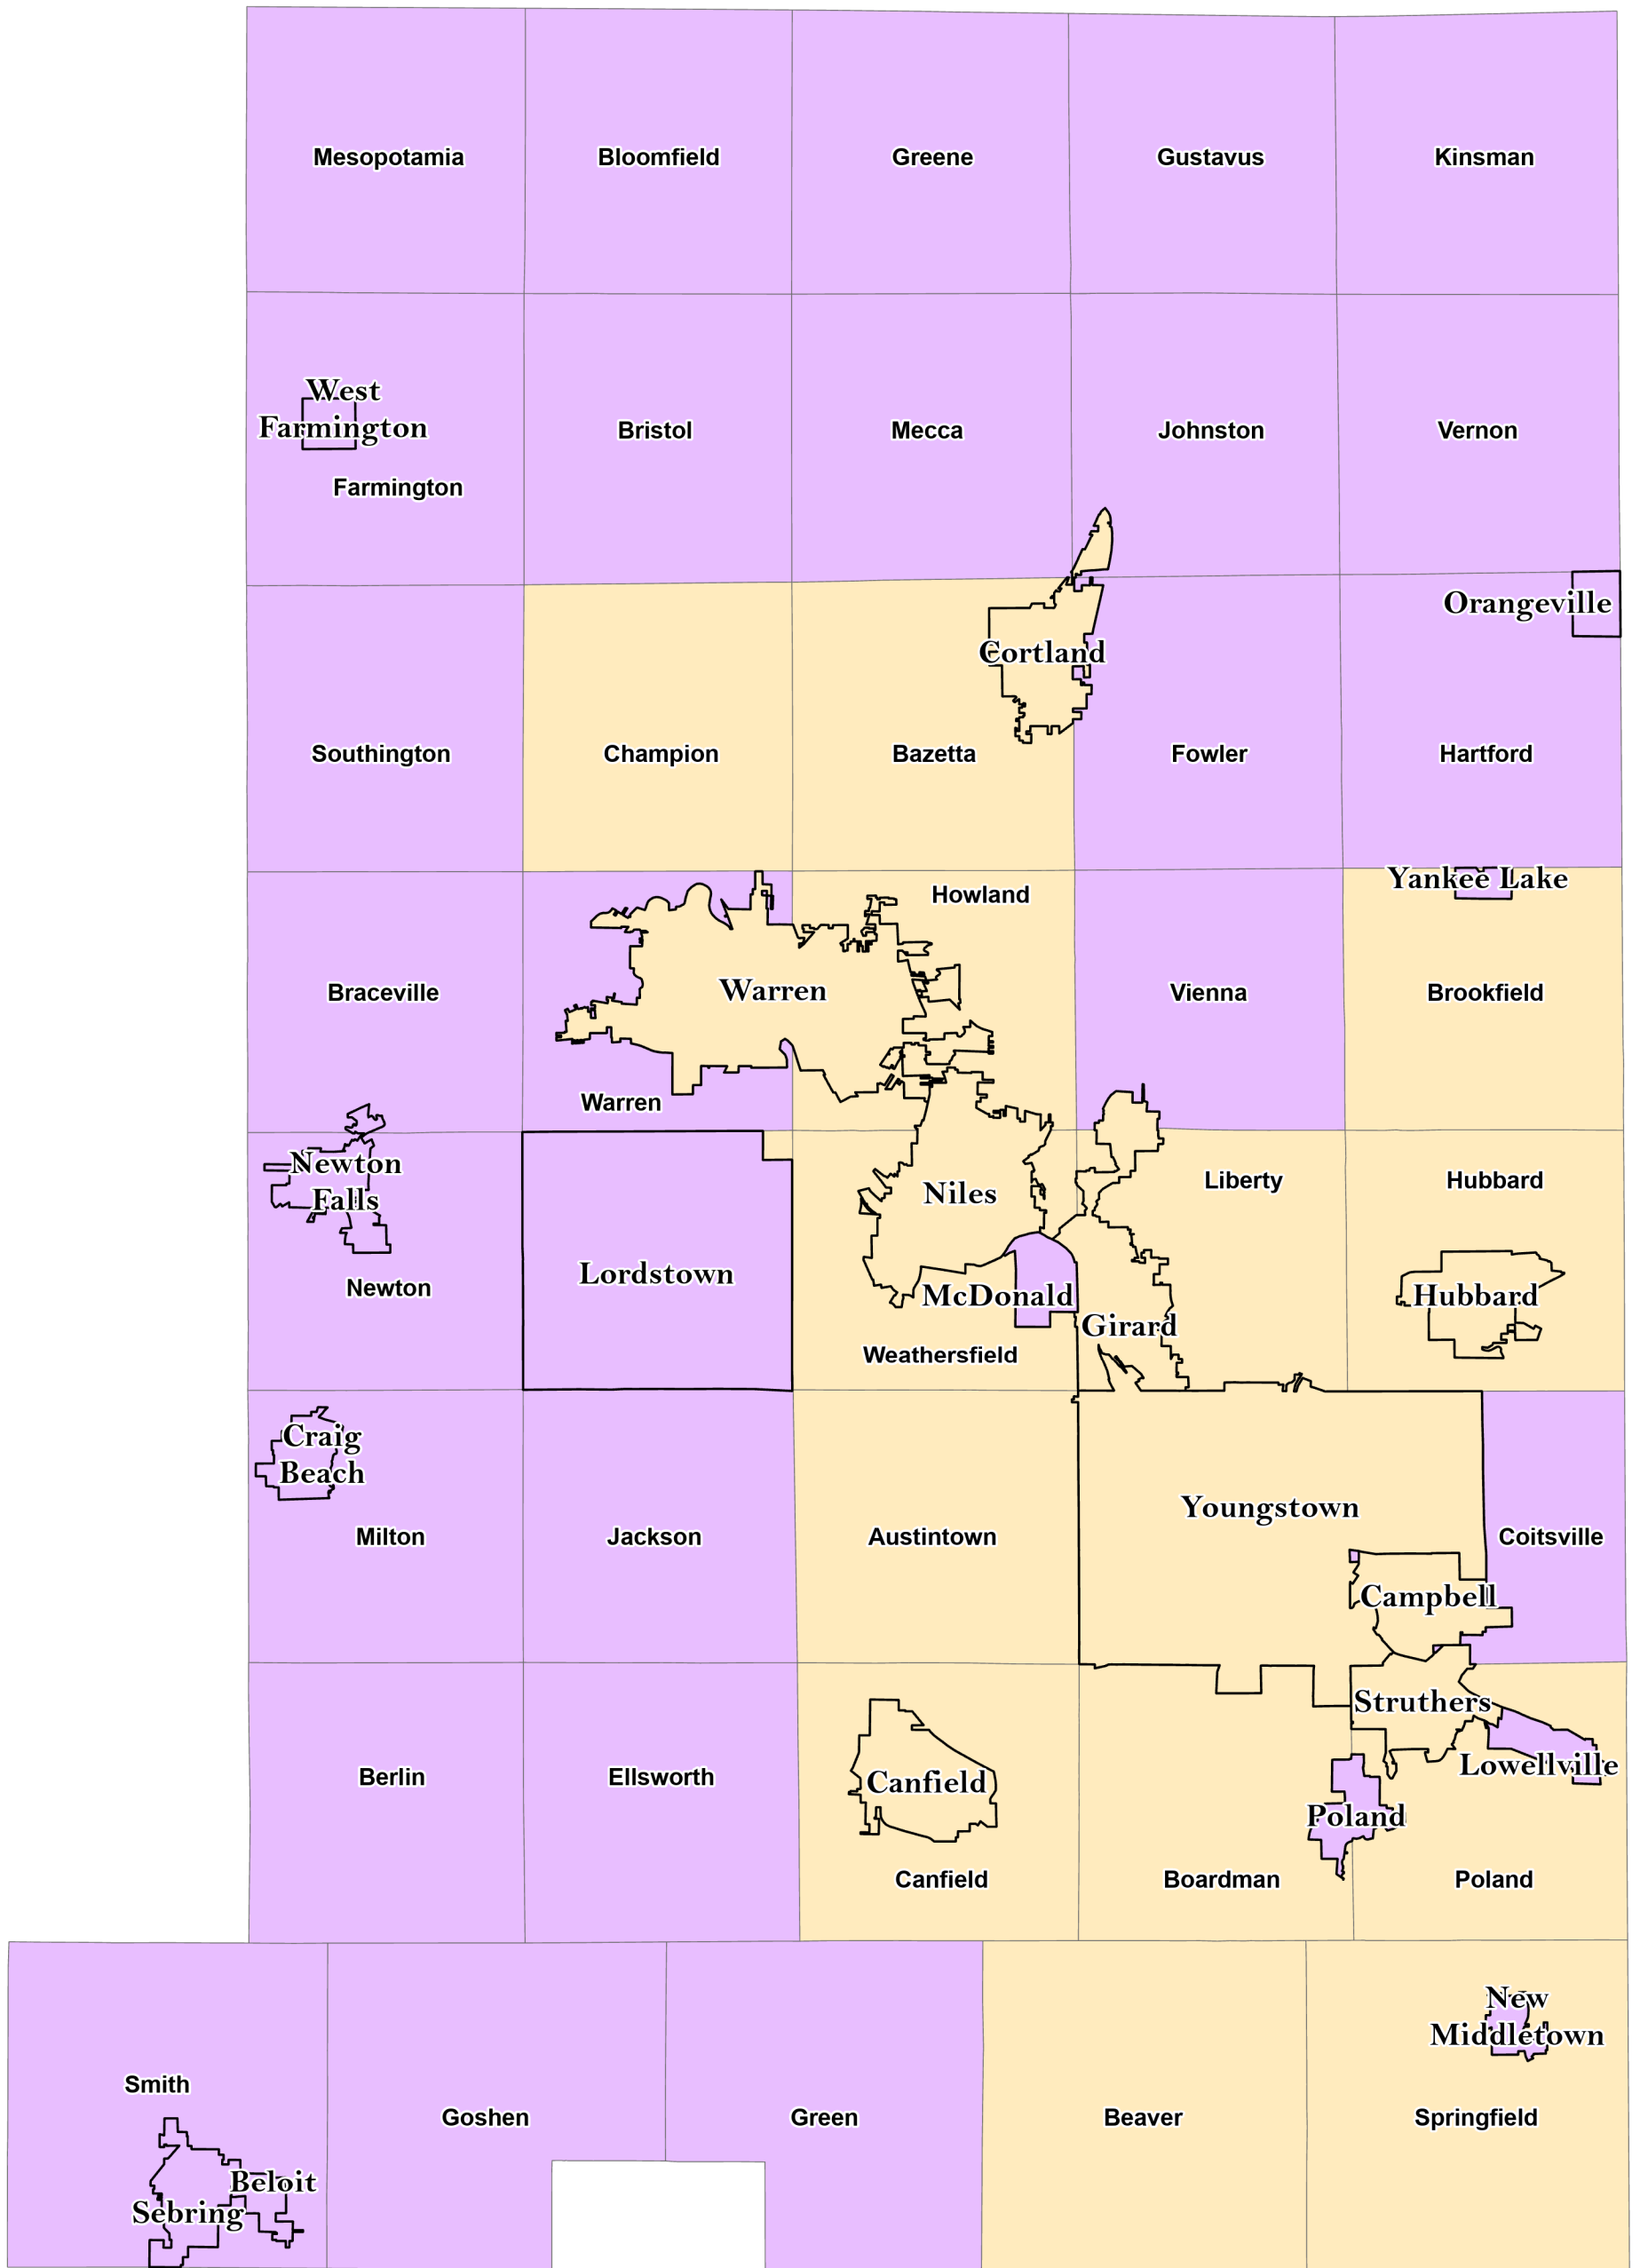 Mesopotamia
Bloomfield
Greene
Gustavus
Kinsman
West
Farmington
Farmington
Bristol
Mecca
Johnston
Vernon
Orangeville
Cortland
Southington
Champion
Bazetta
Fowler
Hartford
Yankee Lake
Howland
Braceville
Warren
Vienna
Brookfield
Warren
Newton
Falls
Newton
Lordstown
Niles
Liberty
Hubbard
McDonald
Hubbard
Girard
Weathersfield
Craig
Beach
Milton
Jackson
Austintown
Youngstown
Coitsville
Campbell
Struthers
Lowellville
Berlin
Ellsworth
Canfield
Poland
Canfield
Boardman
Poland
New
Middletown
Smith
Goshen
Green
Beaver
Springfield
Beloit
Sebring